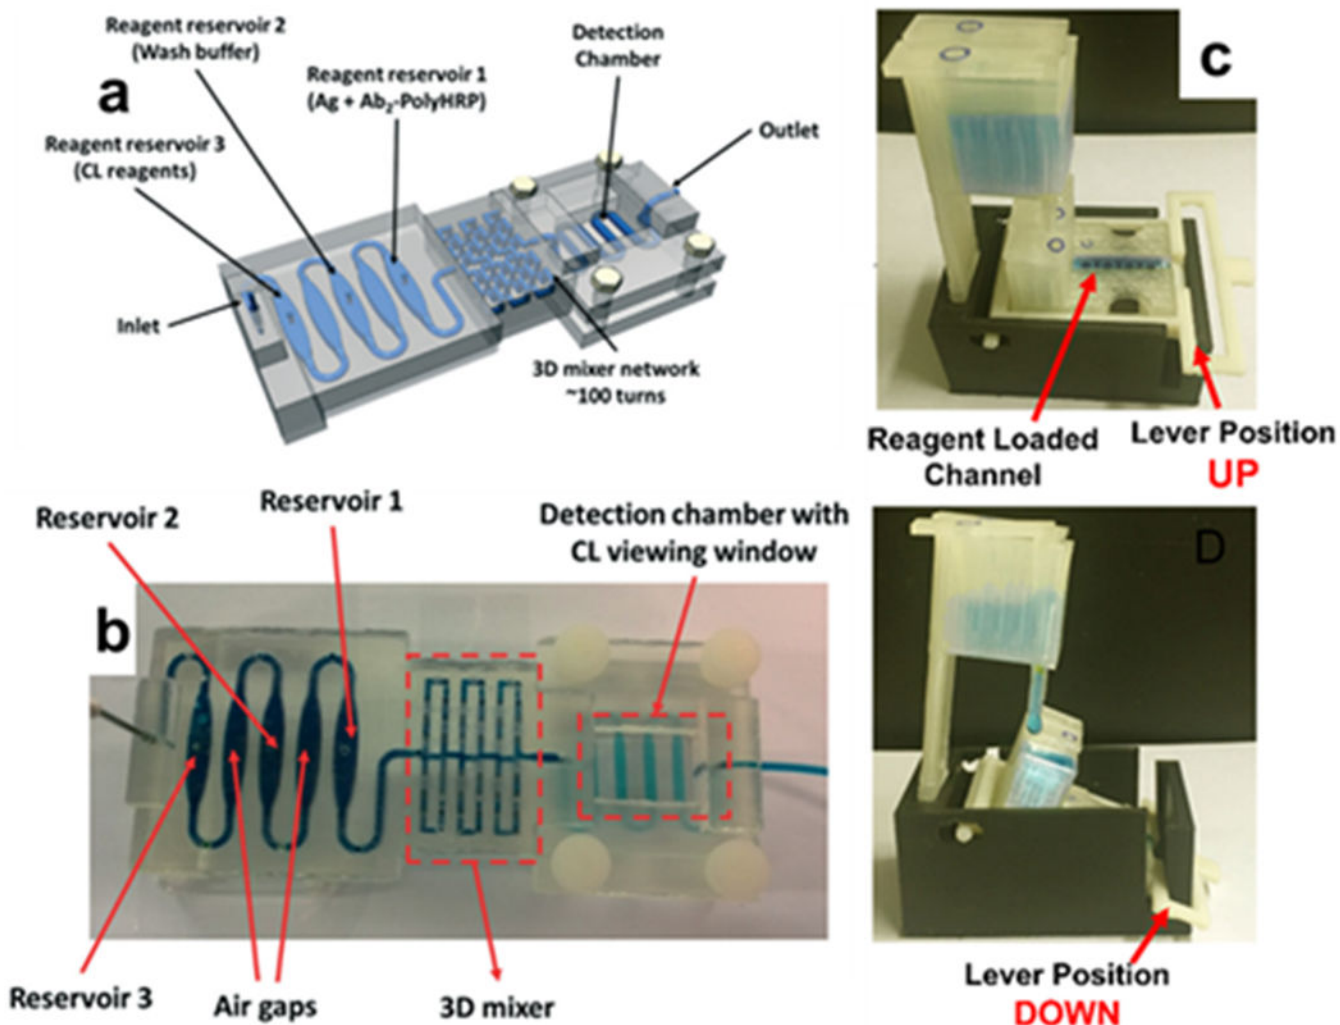 a
Reagent reservoir 2
(Wash buffer)
Reagent reservoir 1
(Ag + Ab₂-PolyHRP)
Reagent reservoir 3
(CL reagents)
Detection
Chamber
Outlet
Inlet
3D mixer network
~100 turns
b
Reservoir 2
Reservoir 1
Detection chamber with
CL viewing window
Reservoir 3
Air gaps
3D mixer
c
Reagent Loaded
Channel
Lever Position
UP
D
Lever Position
DOWN